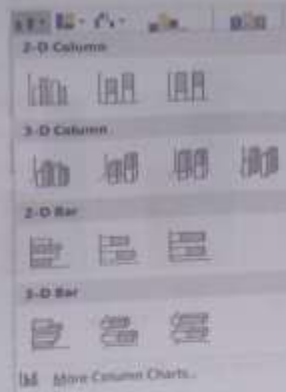 2-D Column
3-D Column
2-D Bar
3-D Bar
More Column Charts...